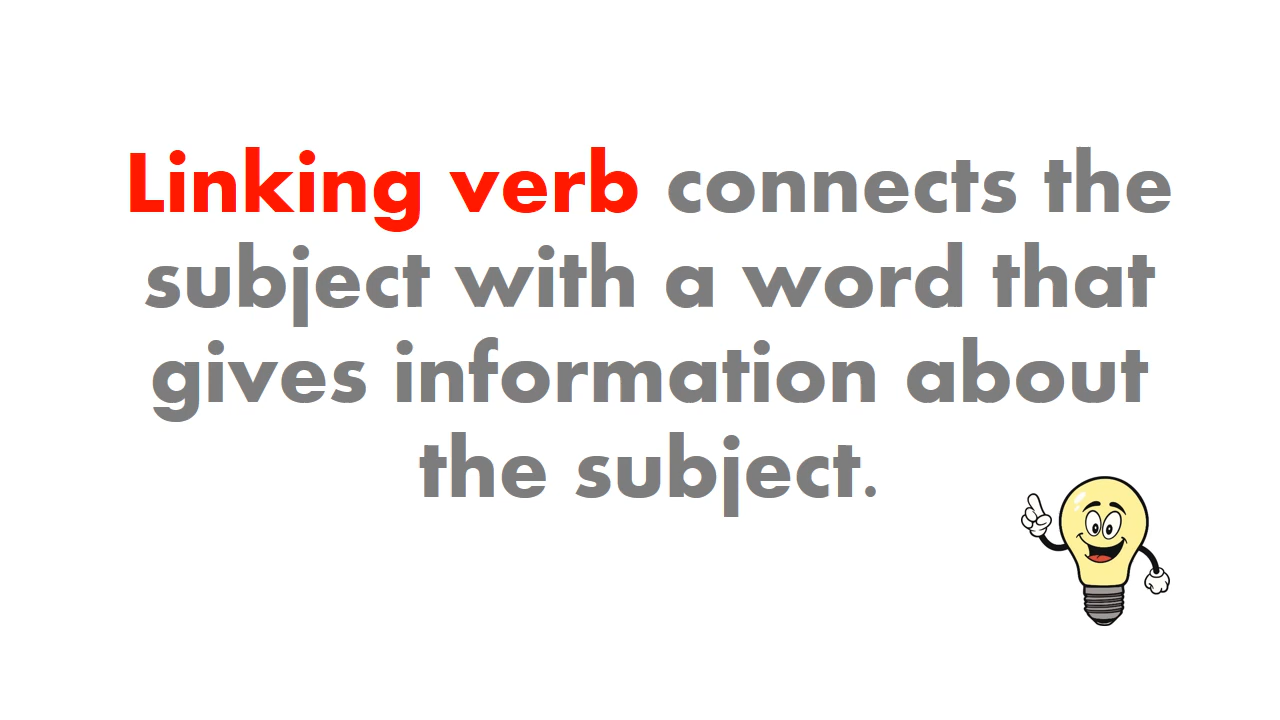 Linking verb connects the
subject with a word that
gives information about
the subject.